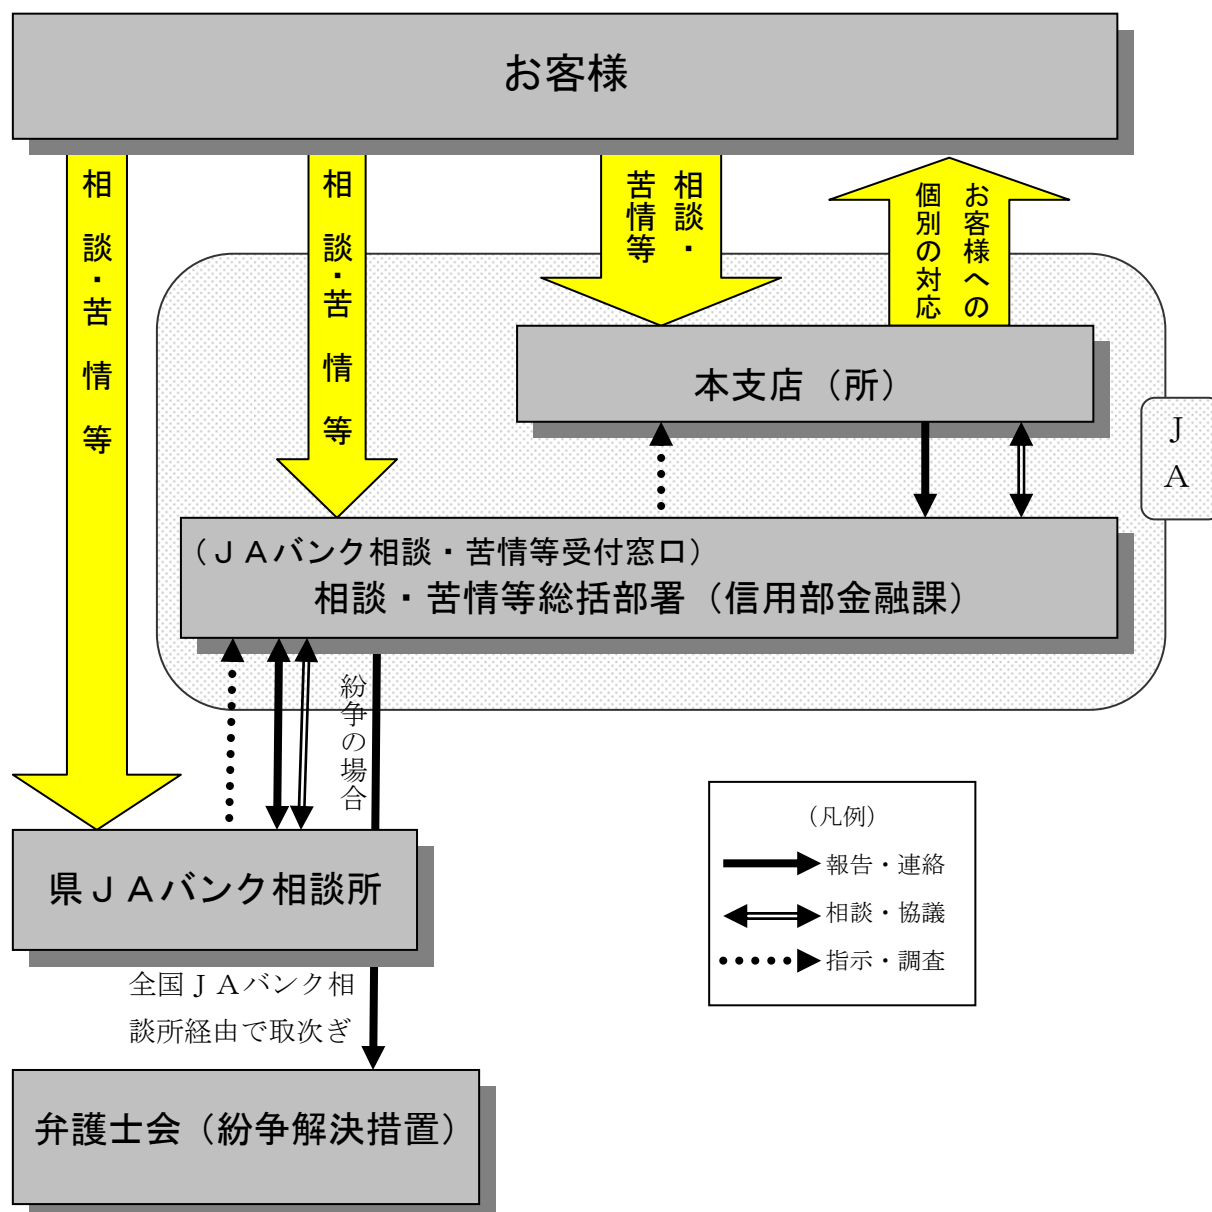 お客様
相談・苦情等
相談・苦情等
相談・
苦情等
お客様への
個別の対応
本支店（所）
ＪＡ
（ＪＡバンク相談・苦情等受付窓口）
相談・苦情等総括部署（信用部金融課）
紛争の場合
県ＪＡバンク相談所
（凡例）
報告・連絡
相談・協議
指示・調査
全国ＪＡバンク相
談所経由で取次ぎ
弁護士会（紛争解決措置）